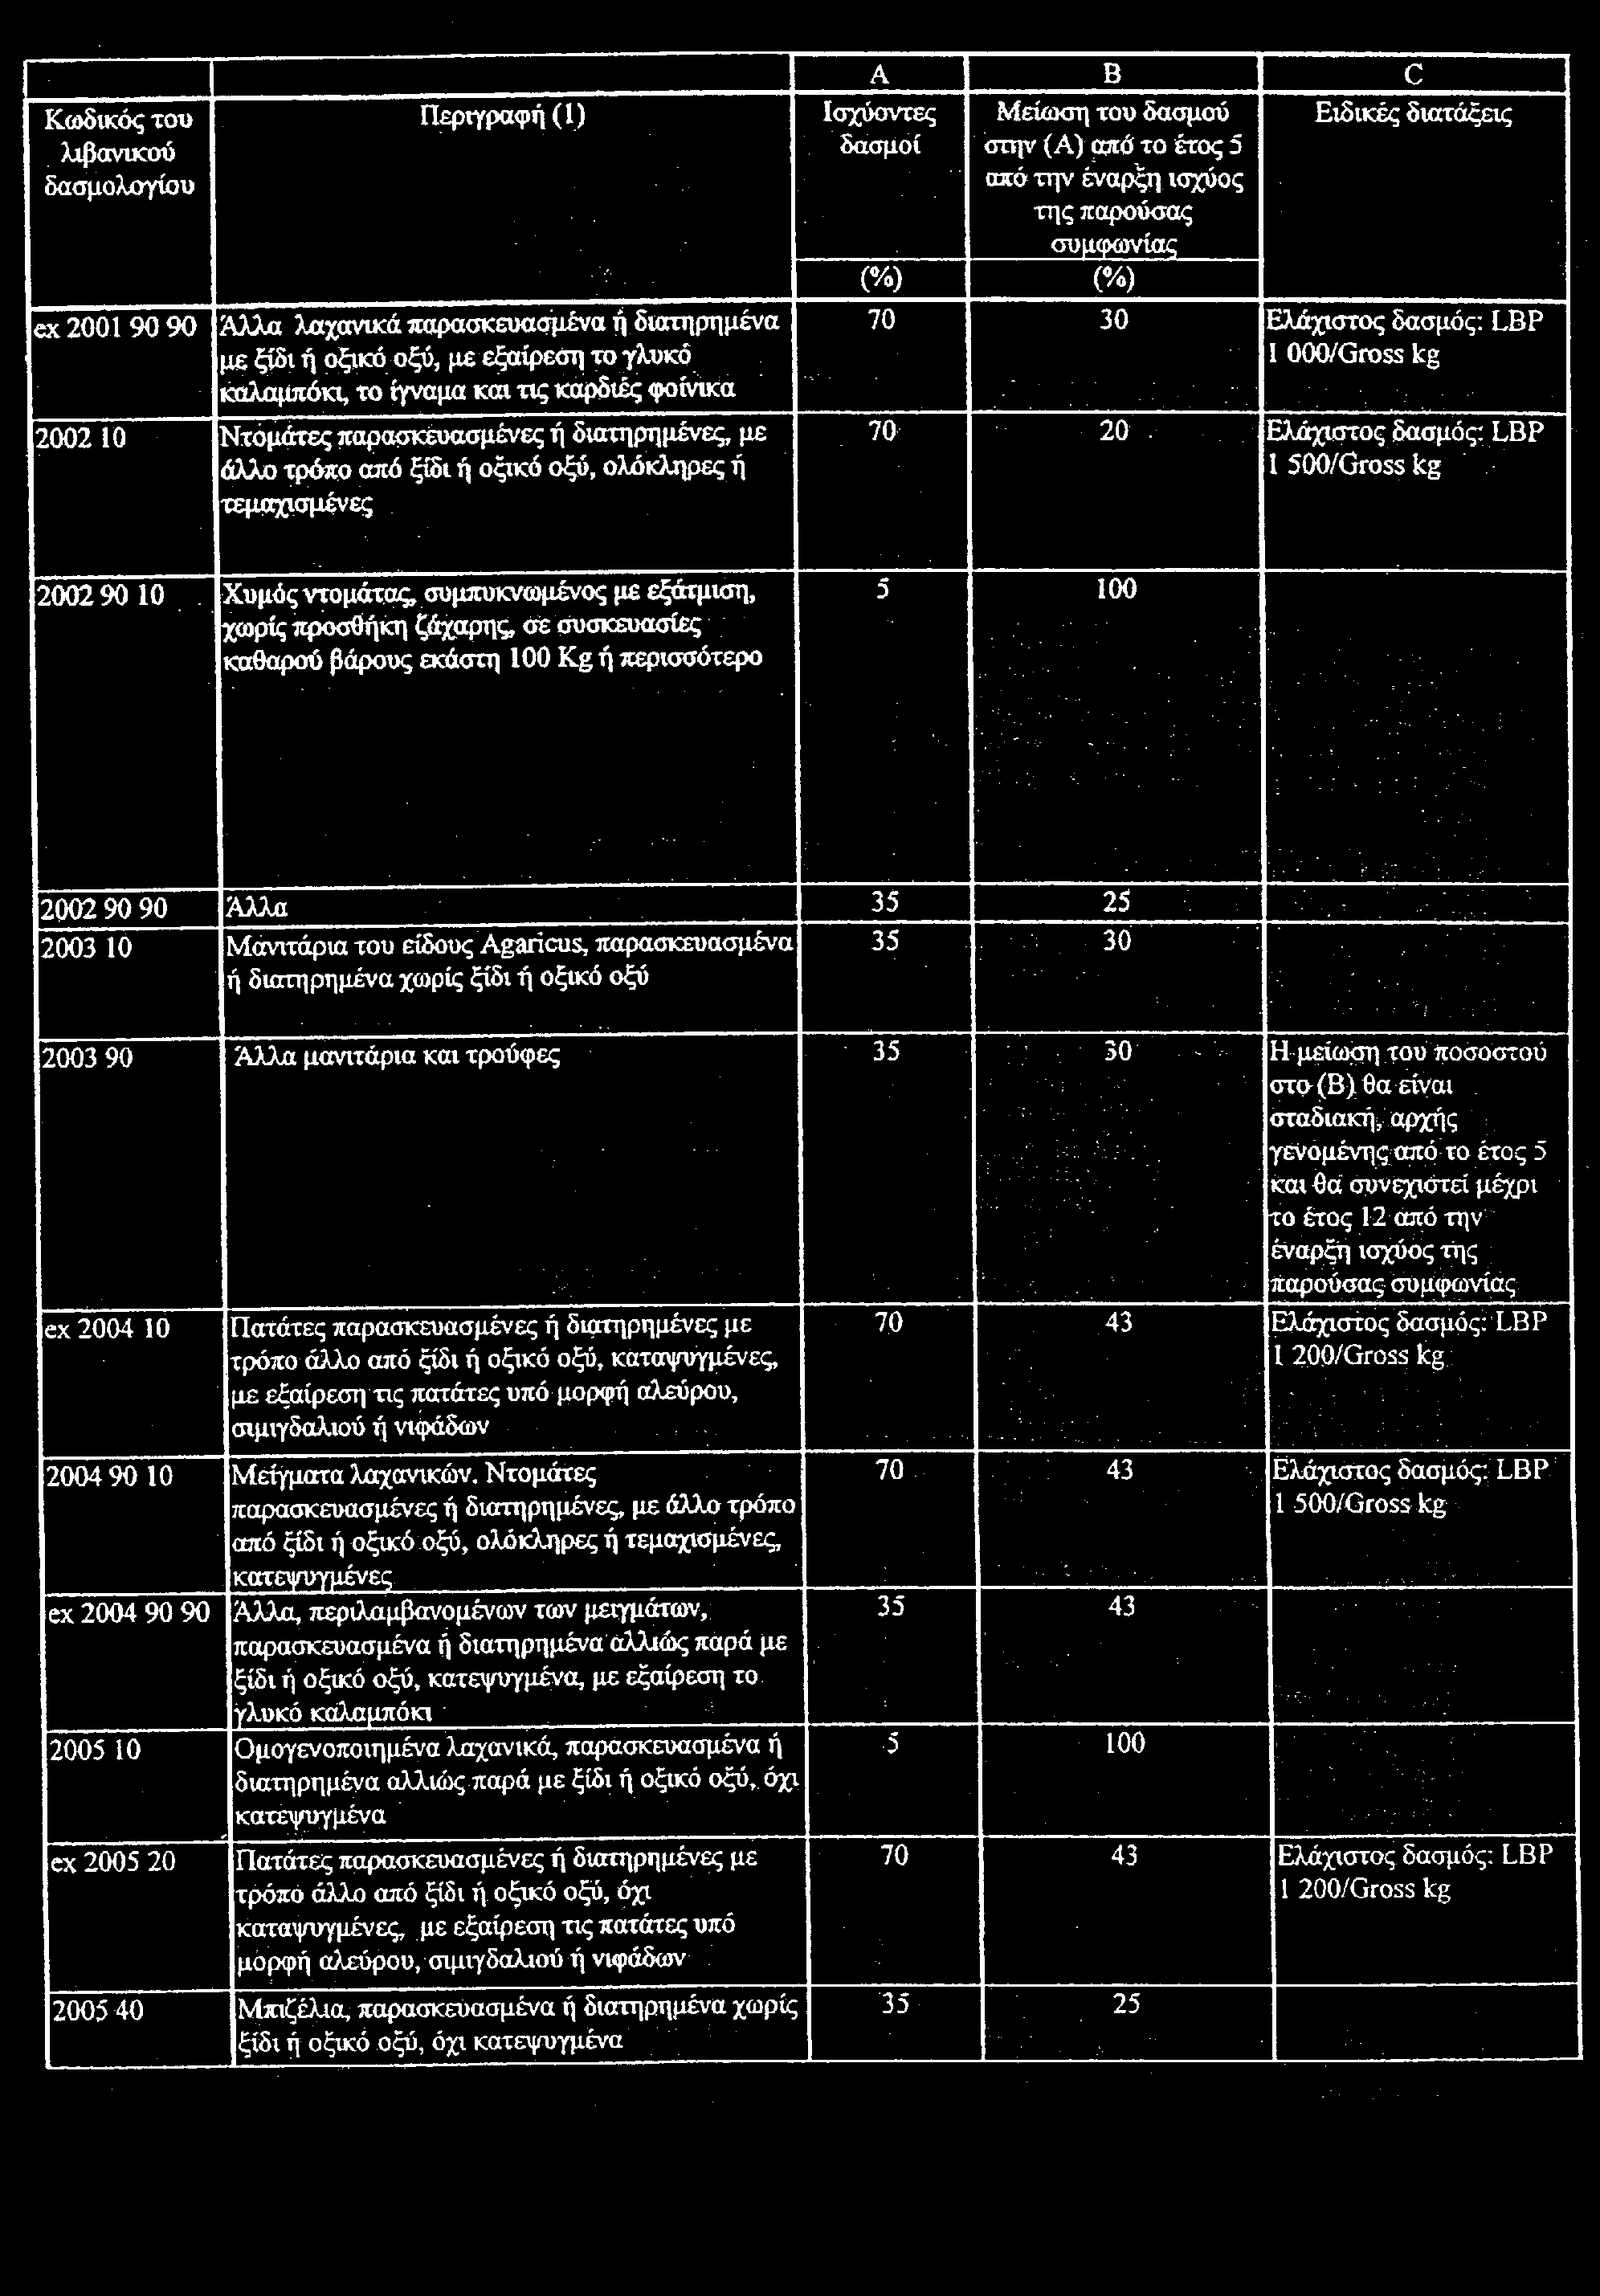 A B C
Κωδικός του λιβανικού δασμολογίου
Περιγραφή (1)
Ισχύοντες δασμοί
Μείωση του δασμού στην (Α) από το έτος 5 από την έναρξη ισχύος της παρούσας συμφωνίας
Ειδικές διατάξεις
(%) (%)
ex 2001 90 90 Άλλα λαχανικά παρασκευασμένα ή διατηρημένα 70 30 Ελάχιστος δασμός: LBP
με ξίδι ή οξικό οξύ, με εξαίρεση το γλυκό 1 000/Gross kg
καλαμπόκι, το ίγναμα και τις καρδιές φοίνικα
2002 10 Ντομάτες παρασκευασμένες ή διατηρημένες, με 70 20 Ελάχιστος δασμός: LBP
άλλο τρόπο από ξίδι ή οξικό οξύ, ολόκληρες ή 1 500/Gross kg
τεμαχισμένες
2002 90 10 Χυμός ντομάτας, συμπυκνωμένος με εξάτμιση, 5 100
χωρίς προσθήκη ζάχαρης, σε συσκευασίες
καθαρού βάρους εκάστη 100 Kg ή περισσότερο
2002 90 90 Άλλα 35 25
2003 10 Μανιτάρια του είδους Agaricus, παρασκευασμένα 35 30
ή διατηρημένα χωρίς ξίδι ή οξικό οξύ
2003 90 Άλλα μανιτάρια και τρούφες 35 30 Η μείωση του ποσοστού
στο (Β) θα είναι
σταδιακή, αρχής
γενομένης από το έτος 5
και θα συνεχιστεί μέχρι
το έτος 12 από την
έναρξη ισχύος της
παρούσας συμφωνίας
ex 2004 10 Πατάτες παρασκευασμένες ή διατηρημένες με 70 43 Ελάχιστος δασμός: LBP
τρόπο άλλο από ξίδι ή οξικό οξύ, καταψυγμένες, 1 200/Gross kg
με εξαίρεση τις πατάτες υπό μορφή αλεύρου,
σιμιγδαλιού ή νιφάδων
2004 90 10 Μείγματα λαχανικών. Ντομάτες 70 43 Ελάχιστος δασμός: LBP
παρασκευασμένες ή διατηρημένες, με άλλο τρόπο 1 500/Gross kg
από ξίδι ή οξικό οξύ, ολόκληρες ή τεμαχισμένες,
κατεψυγμένες
ex 2004 90 90 Άλλα, περιλαμβανομένων των μειγμάτων, 35 43
παρασκευασμένα ή διατηρημένα αλλιώς παρά με
ξίδι ή οξικό οξύ, κατεψυγμένα, με εξαίρεση το
γλυκό καλαμπόκι
2005 10 Ομογενοποιημένα λαχανικά, παρασκευασμένα ή 5 100
διατηρημένα αλλιώς παρά με ξίδι ή οξικό οξύ, όχι
κατεψυγμένα
ex 2005 20 Πατάτες παρασκευασμένες ή διατηρημένες με 70 43 Ελάχιστος δασμός: LBP
τρόπο άλλο από ξίδι ή οξικό οξύ, όχι 1 200/Gross kg
καταψυγμένες, με εξαίρεση τις πατάτες υπό
μορφή αλεύρου, σιμιγδαλιού ή νιφάδων
2005 40 Μπιζέλια, παρασκευασμένα ή διατηρημένα χωρίς 35 25
ξίδι ή οξικό οξύ, όχι κατεψυγμένα